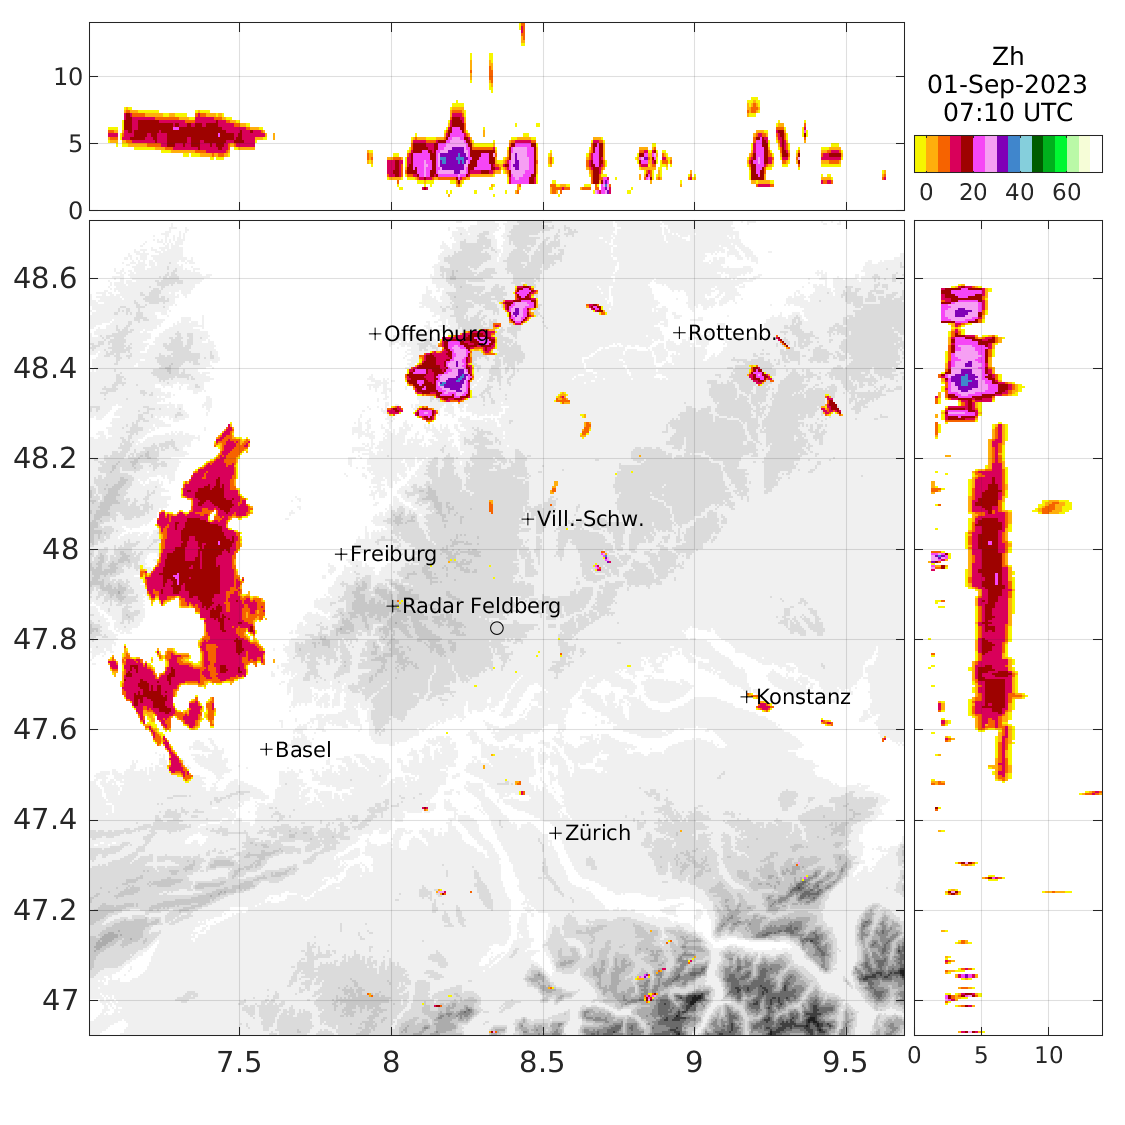 10
5
0
Zh
01-Sep-2023
07:10 UTC
0 20 40 60
48.6
48.4
48.2
48
47.8
47.6
47.4
47.2
47
Offenburg
Rottenb.
Vill.-Schw.
Freiburg
Radar Feldberg
Konstanz
Basel
Zürich
7.5 8 8.5 9 9.5
0 5 10